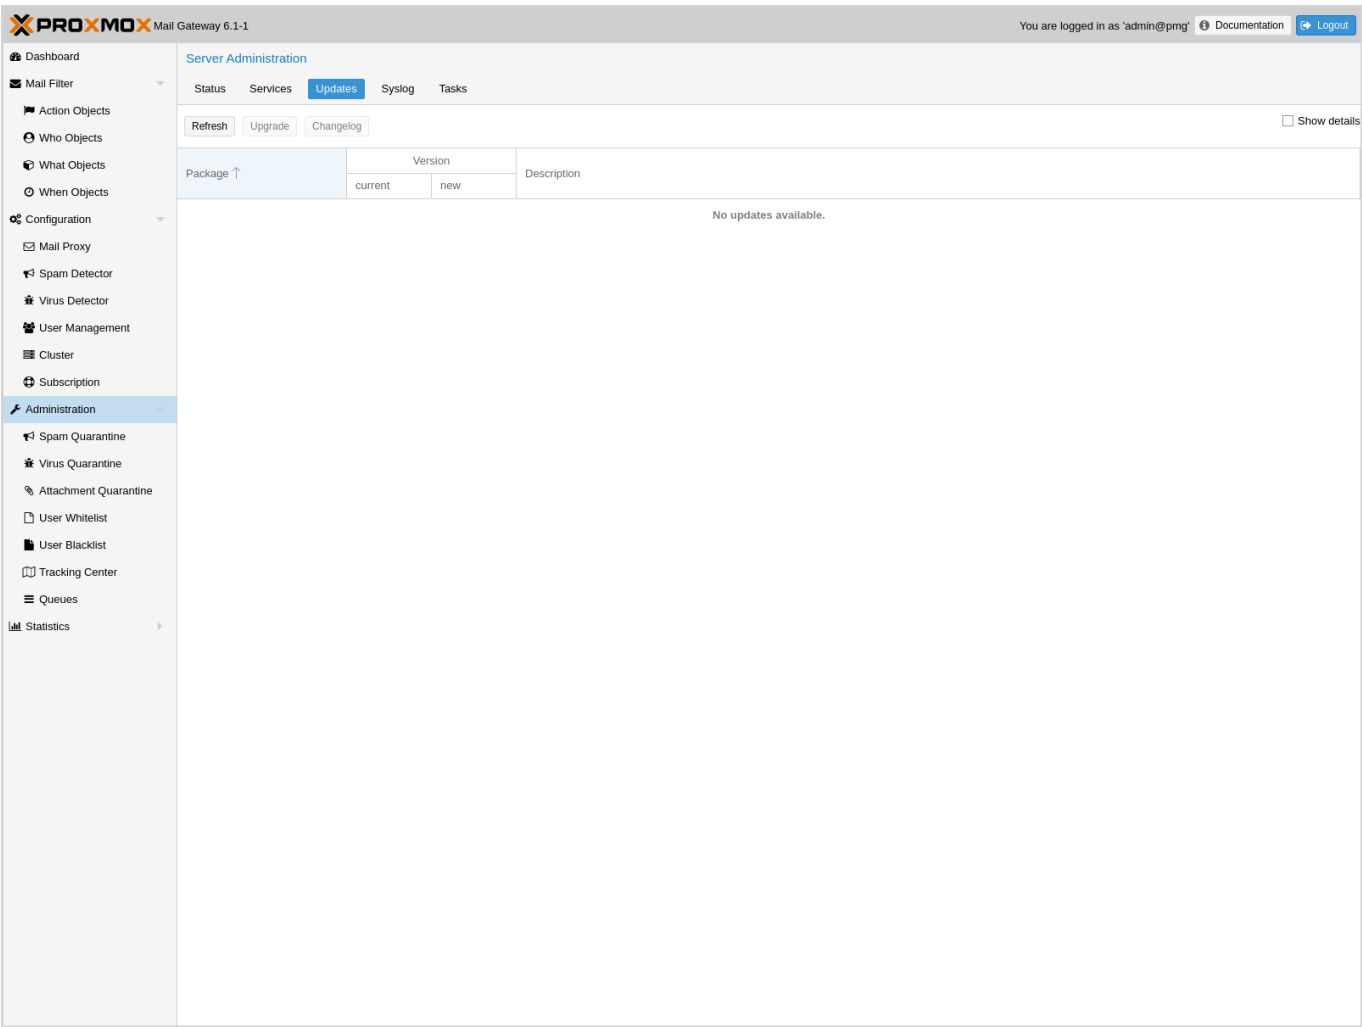 PROXMOX Mail Gateway 6.1-1
You are logged in as 'admin@pmg' Documentation Logout
Dashboard
Mail Filter
Action Objects
Who Objects
What Objects
When Objects
Configuration
Mail Proxy
Spam Detector
Virus Detector
User Management
Cluster
Subscription
Administration
Spam Quarantine
Virus Quarantine
Attachment Quarantine
User Whitelist
User Blacklist
Tracking Center
Queues
Statistics
Server Administration
Status Services Updates Syslog Tasks
Refresh Upgrade Changelog Show details
Package Version Description
current new
No updates available.